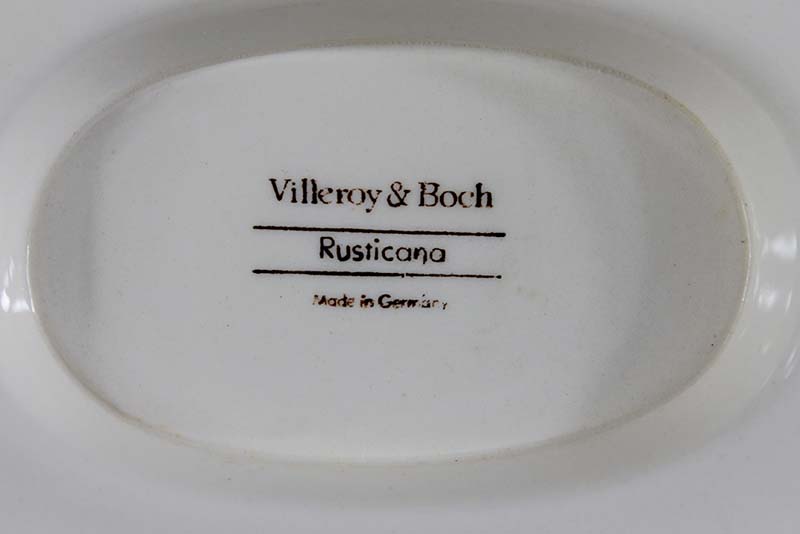 Villeroy & Boch
Rusticana
Made in Germany